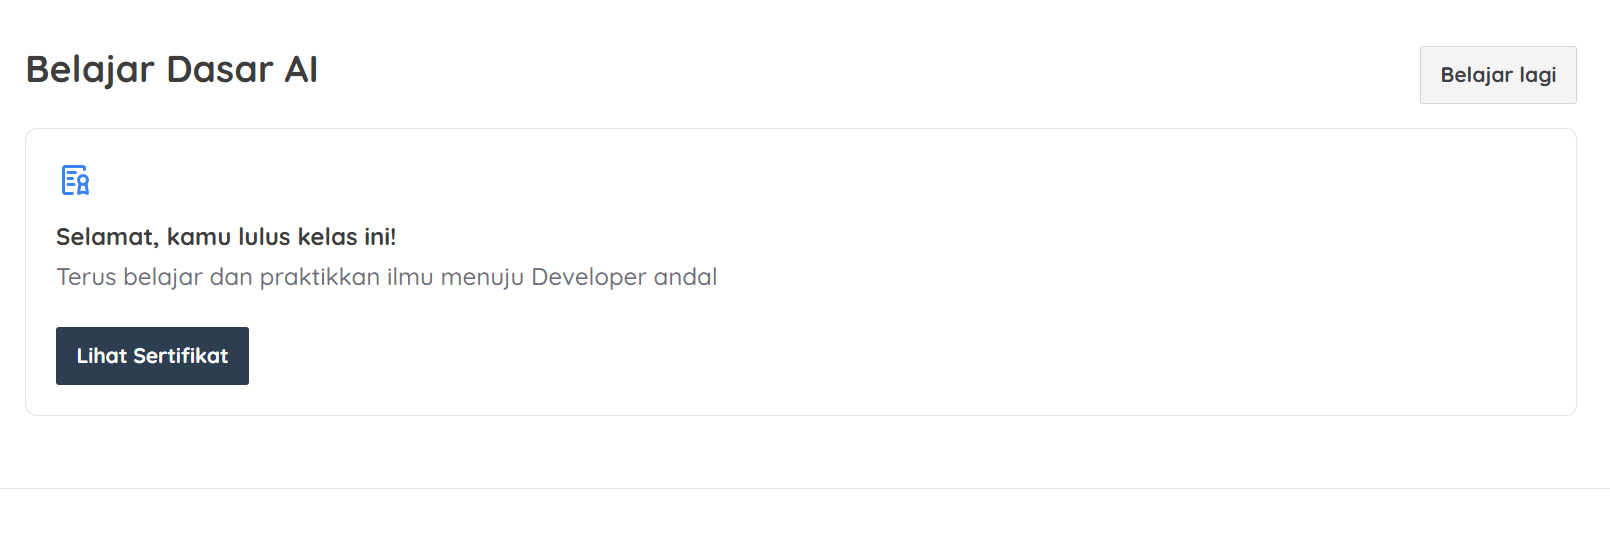 Belajar Dasar AI
Belajar lagi
Selamat, kamu lulus kelas ini!
Terus belajar dan praktikkan ilmu menuju Developer andal
Lihat Sertifikat